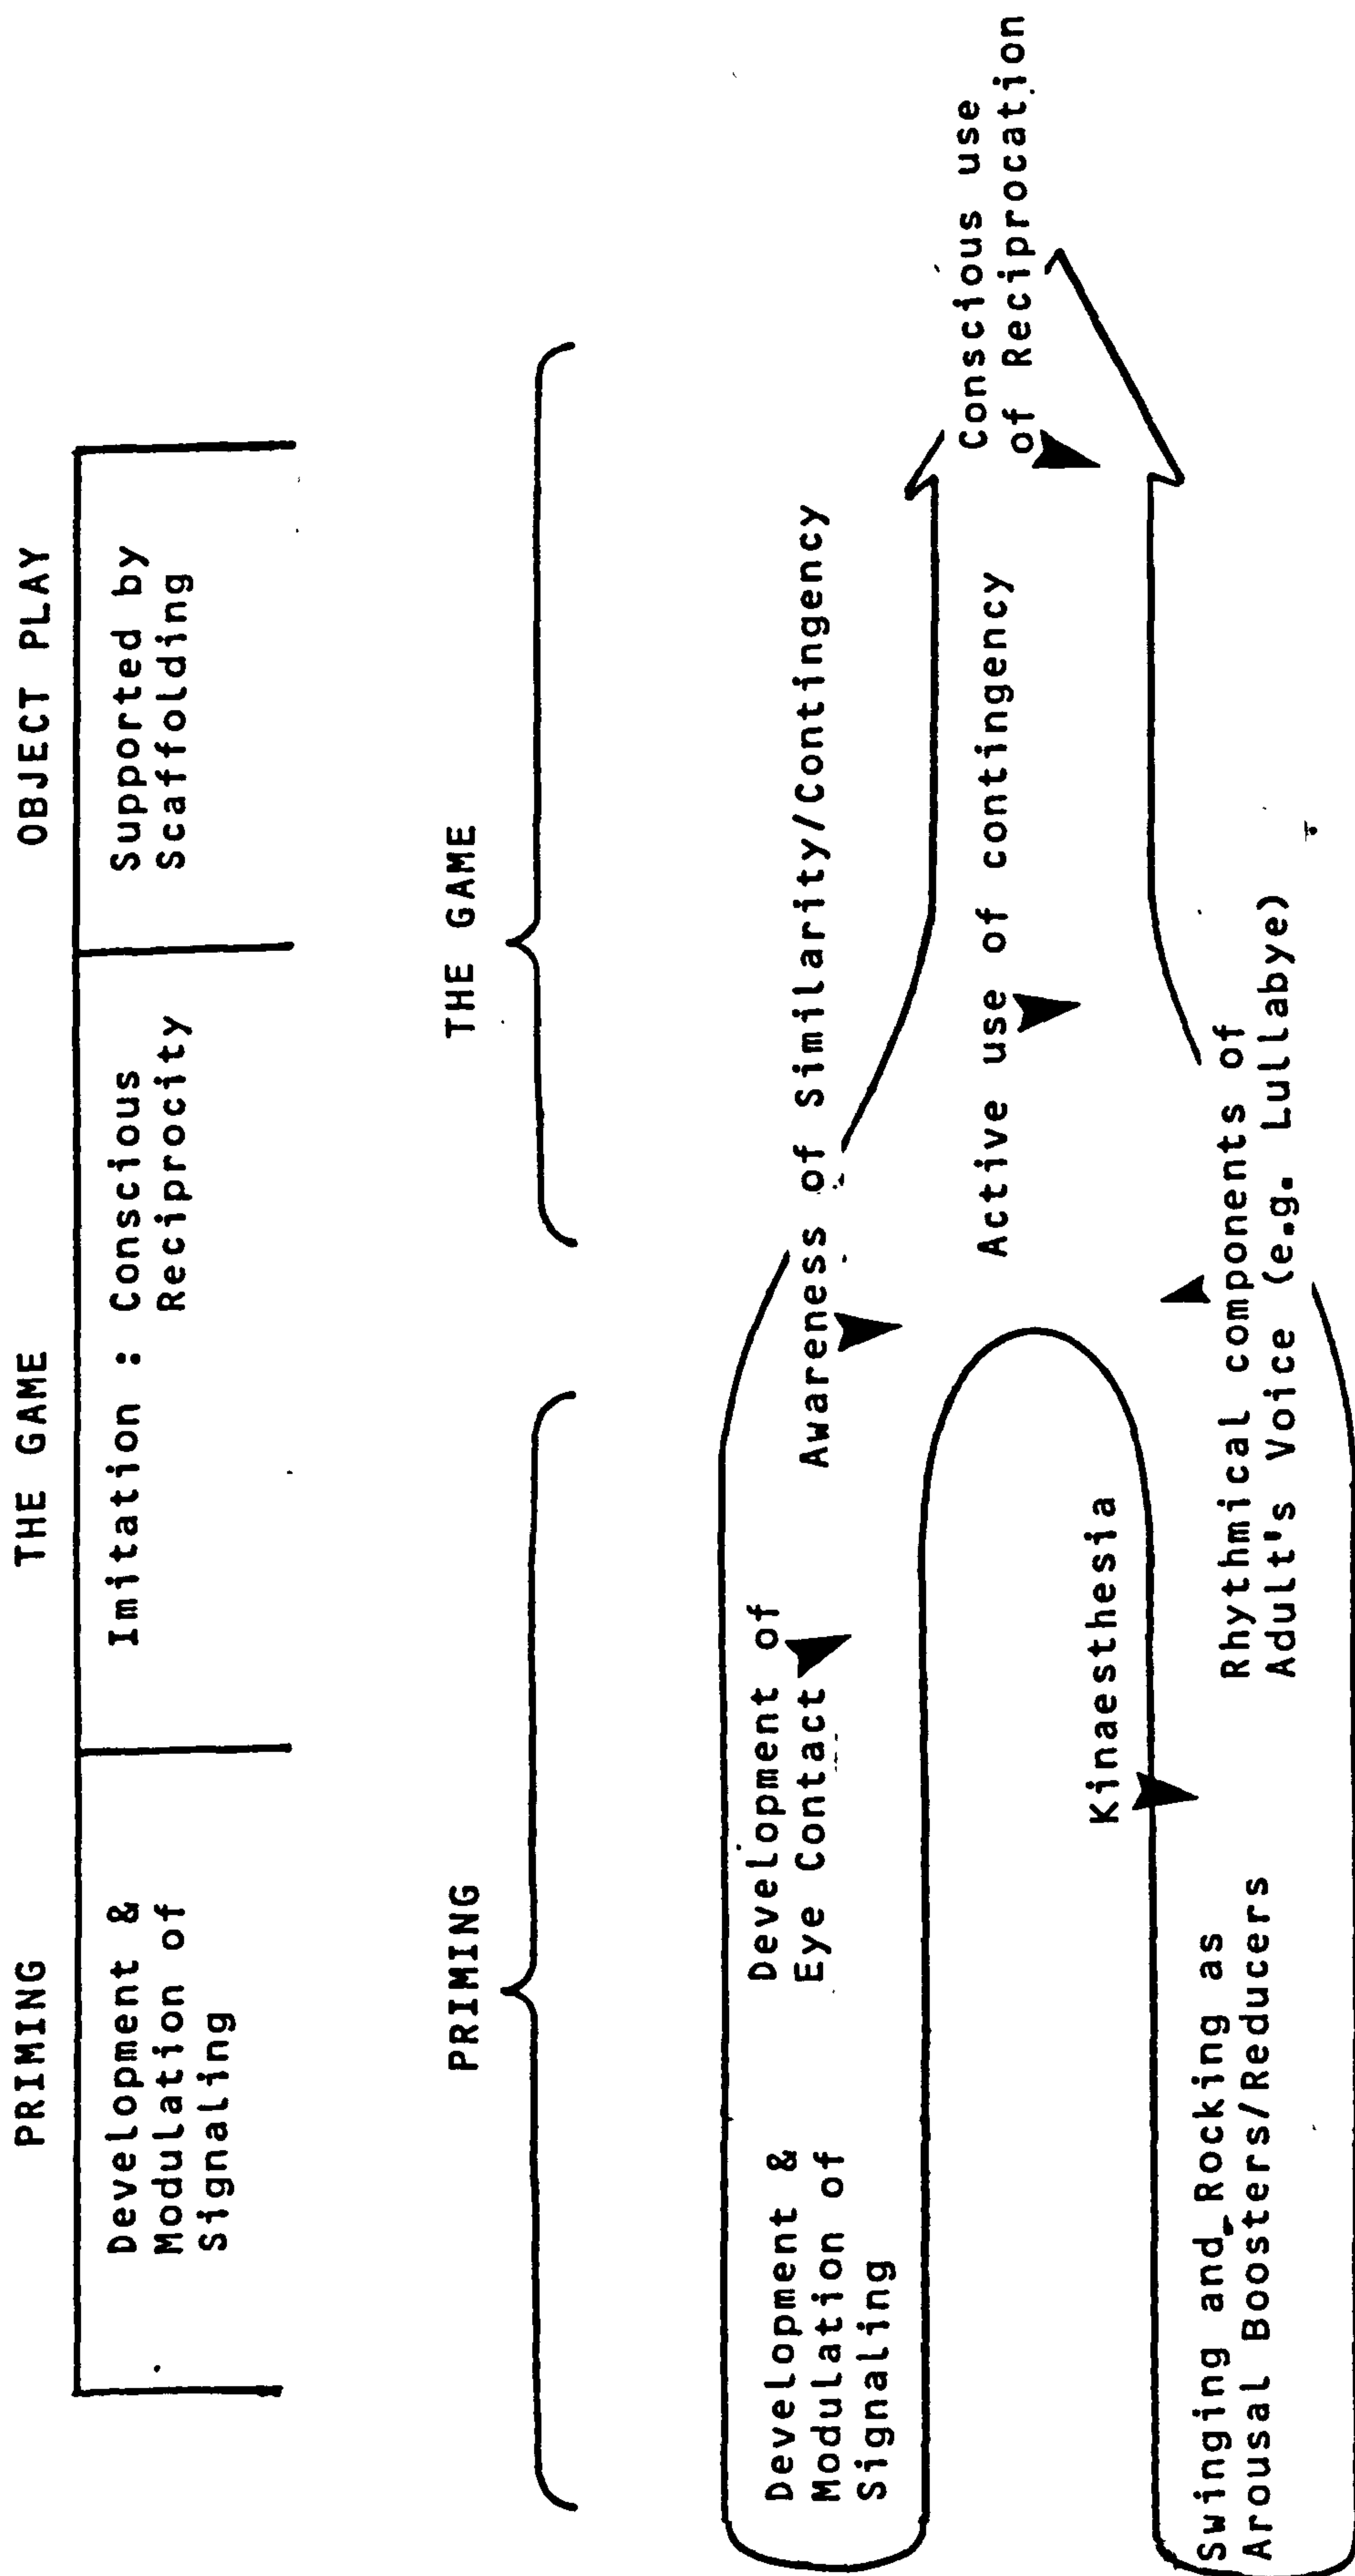 PRIMING
THE GAME
OBJECT PLAY
Development &
Modulation of
Signaling
Imitation : Conscious
Reciprocity
Supported by
Scaffolding
PRIMING
THE GAME
Development &
Modulation of
Signaling
Development of
Eye Contact
Awareness of Similarity/Contingency
Active use of contingency
Conscious use
of Reciprocation
Kinaesthesia
Swinging and Rocking as
Arousal Boosters/Reducers
Rhythmical components of
Adult's Voice (e.g. Lullabye)